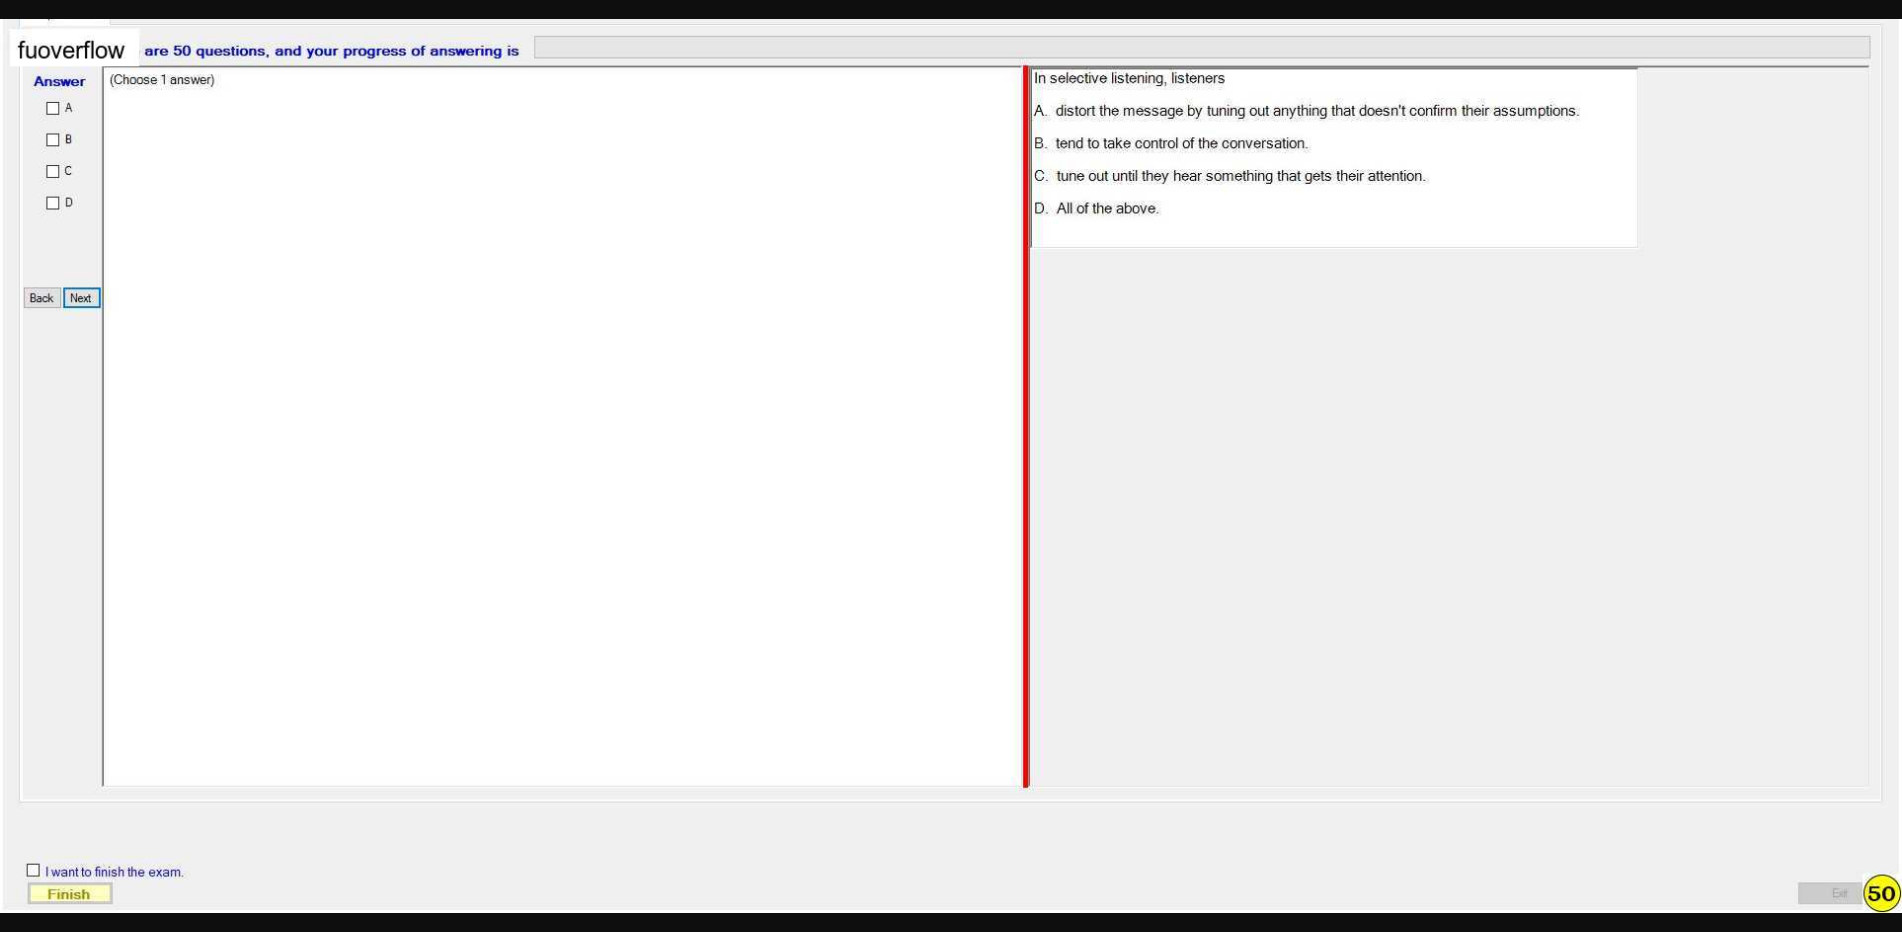 fuoverflow are 50 questions, and your progress of answering is
Answer
(Choose 1 answer)
A
B
C
D
Back Next
In selective listening, listeners
A. distort the message by tuning out anything that doesn't confirm their assumptions.
B. tend to take control of the conversation.
C. tune out until they hear something that gets their attention.
D. All of the above.
I want to finish the exam.
Finish
Exit
50